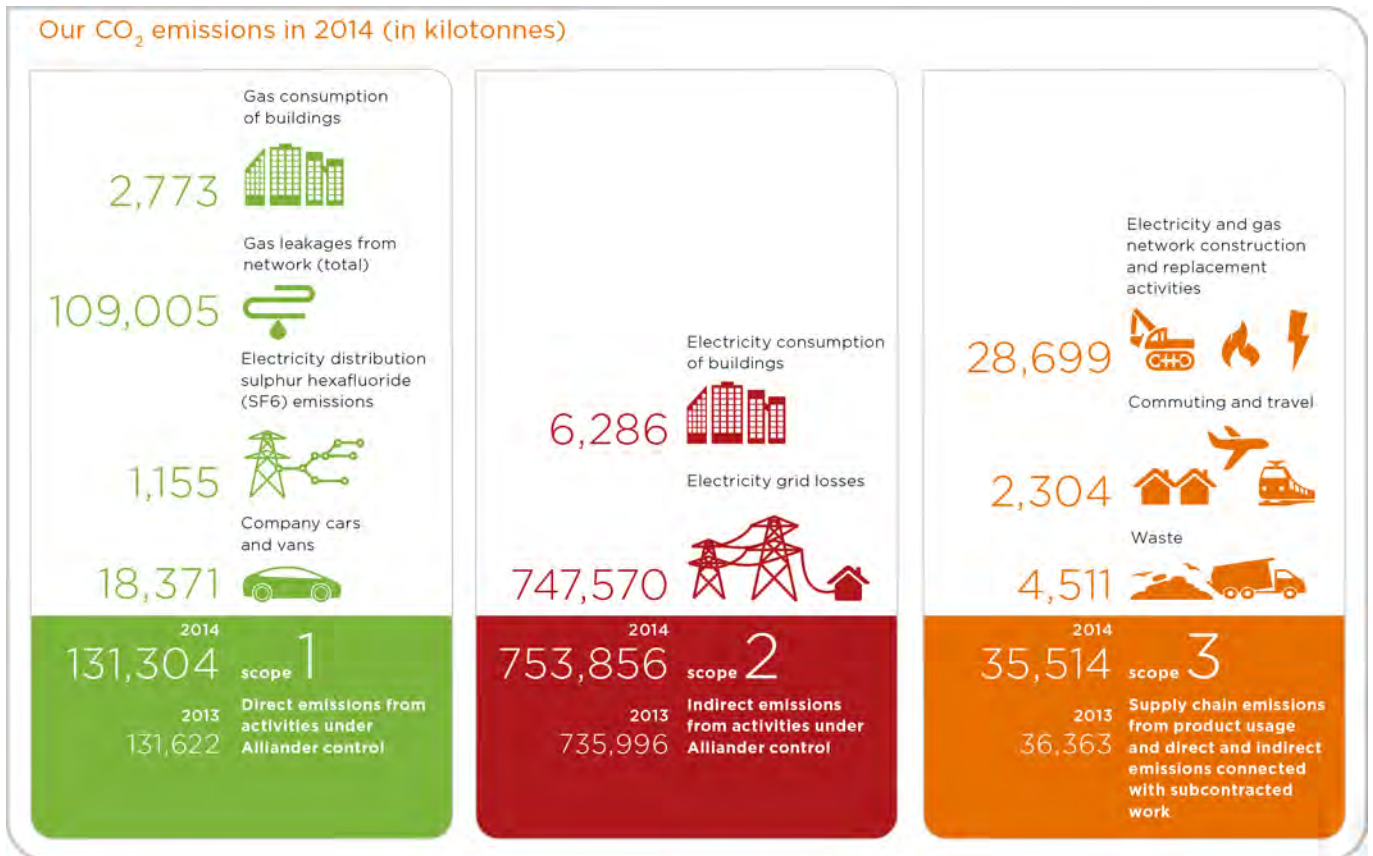 Our CO2 emissions in 2014 (in kilotonnes)
Gas consumption
of buildings
2,773
Gas leakages from
network (total)
109,005
Electricity distribution
sulphur hexafluoride
(SF6) emissions
1,155
Company cars
and vans
18,371
2014
131,304
scope 1
2013
131,622
Direct emissions from
activities under
Alliander control
Electricity consumption
of buildings
6,286
Electricity grid losses
747,570
2014
753,856
scope 2
2013
735,996
Indirect emissions
from activities under
Alliander control
Electricity and gas
network construction
and replacement
activities
28,699
Commuting and travel
2,304
Waste
4,511
2014
35,514
scope 3
2013
36,363
Supply chain emissions
from product usage
and direct and indirect
emissions connected
with subcontracted
work